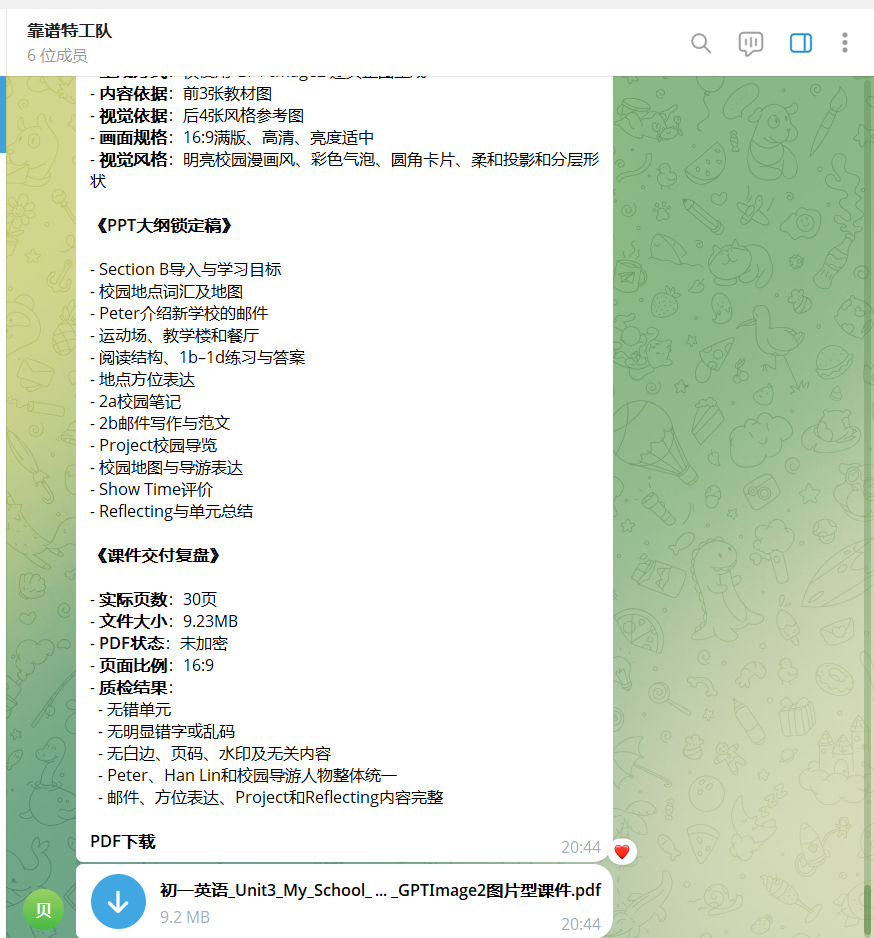 靠谱特工队
6 位成员
- 内容依据：前3张教材图
- 视觉依据：后4张风格参考图
- 画面规格：16:9满版、高清、亮度适中
- 视觉风格：明亮校园漫画风、彩色气泡、圆角卡片、柔和投影和分层形
状
《PPT大纲锁定稿》
- Section B导入与学习目标
- 校园地点词汇及地图
- Peter介绍新学校的邮件
- 运动场、教学楼和餐厅
- 阅读结构、1b–1d练习与答案
- 地点方位表达
- 2a校园笔记
- 2b邮件写作与范文
- Project校园导览
- 校园地图与导游表达
- Show Time评价
- Reflecting与单元总结
《课件交付复盘》
- 实际页数：30页
- 文件大小：9.23MB
- PDF状态：未加密
- 页面比例：16:9
- 质检结果：
- 无错单元
- 无明显错字或乱码
- 无白边、页码、水印及无关内容
- Peter、Han Lin和校园导游人物整体统一
- 邮件、方位表达、Project和Reflecting内容完整
PDF下载
20:44
贝
初一英语_Unit3_My_School_ ... _GPTImage2图片型课件.pdf
9.2 MB
20:44